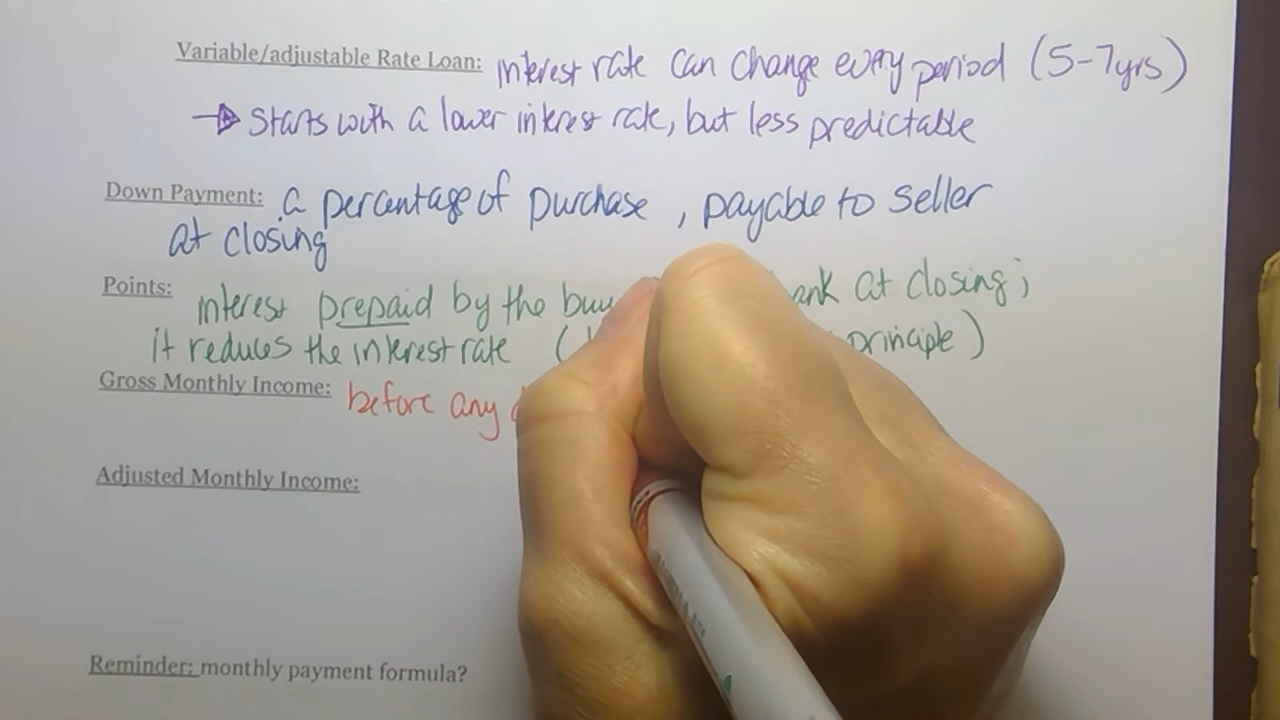 Variable/adjustable Rate Loan: interest rate can change every period (5-7yrs)
→ Starts with a lower interest rate, but less predictable
Down Payment: a percentage of purchase , payable to seller
at closing
Points: interest prepaid by the at closing;
it reduces the interest rate ( principle)
Gross Monthly Income: before any
Adjusted Monthly Income:
Reminder: monthly payment formula?